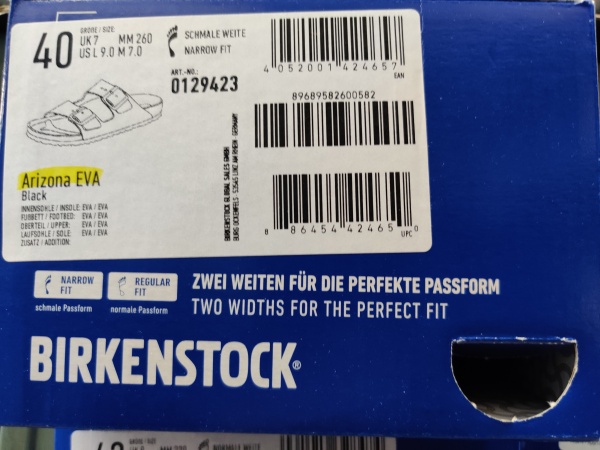 40
GRÖßE / SIZE:
UK 7 MM 260
US L 9.0 M 7.0
SCHMALE WEITE
NARROW FIT
ART.-NO.:
0129423
4 052001 424657
EAN
89689582600582
8 86454 42465 0
UPC
Arizona EVA
Black
INNENSOHLE / INSOLE: EVA / EVA
FUßBETT / FOOTBED: EVA / EVA
OBERTEIL / UPPER: EVA / EVA
LAUFSOHLE / SOLE: EVA / EVA
ZUSATZ / ADDITION:
BIRKENSTOCK GLOBAL SALES GMBH
BURG OCKENFELS · 53545 LINZ AM RHEIN · GERMANY
NARROW FIT
schmale Passform
REGULAR FIT
normale Passform
ZWEI WEITEN FÜR DIE PERFEKTE PASSFORM
TWO WIDTHS FOR THE PERFECT FIT
BIRKENSTOCK®